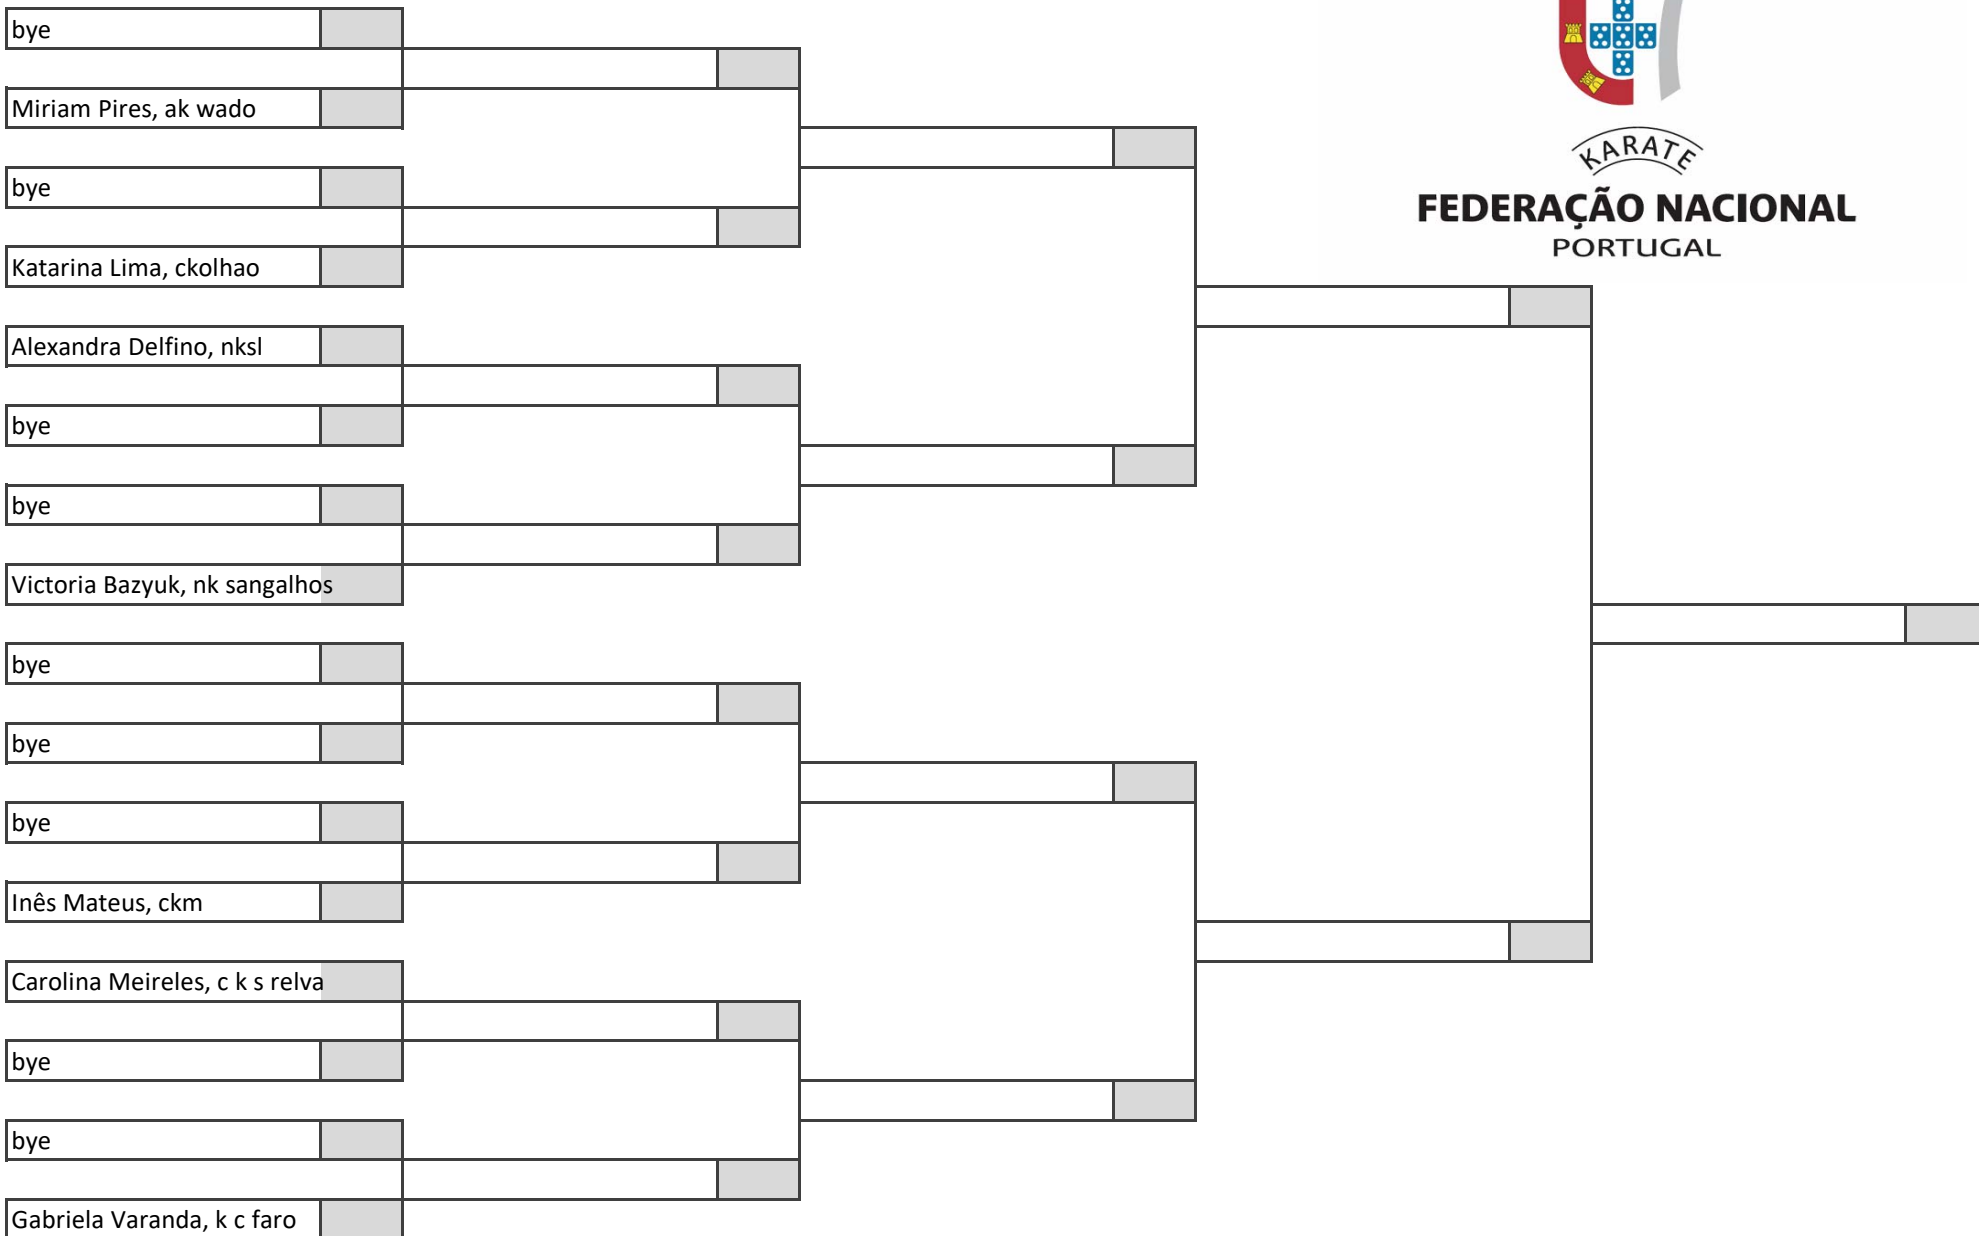 bye
Miriam Pires, ak wado
bye
Katarina Lima, ckolhao
Alexandra Delfino, nksl
bye
bye
Victoria Bazyuk, nk sangalhos
bye
bye
bye
Inês Mateus, ckm
Carolina Meireles, c k s relva
bye
bye
Gabriela Varanda, k c faro
KARATE
FEDERAÇÃO NACIONAL
PORTUGAL